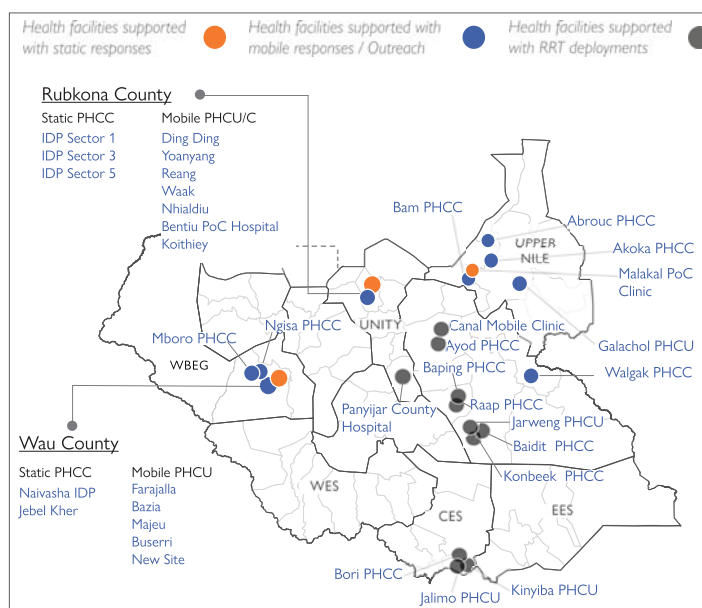 Health facilities supported
with static responses
Health facilities supported with
mobile responses / Outreach
Health facilities supported
with RRT deployments
Rubkona County
Static PHCC
IDP Sector 1
IDP Sector 3
IDP Sector 5
Mobile PHCU/C
Ding Ding
Yoanyang
Reang
Waak
Nhialdiu
Bentiu PoC Hospital
Koithiey
Bam PHCC
Abrouc PHCC
UPPER
NILE
Akoka PHCC
Malakal PoC
Clinic
Galachol PHCU
Walgak PHCC
UNITY
Canal Mobile Clinic
Ayod PHCC
Baping PHCC
Raap PHCC
Jarweng PHCU
Baidit PHCC
Konbeek PHCC
Panyijar County
Hospital
Mboro PHCC
Ngisa PHCC
WBEG
Wau County
Static PHCC
Naivasha IDP
Jebel Kher
Mobile PHCU
Farajalla
Bazia
Majeu
Buserri
New Site
WES
CES
EES
Bori PHCC
Jalimo PHCU
Kinyiba PHCU